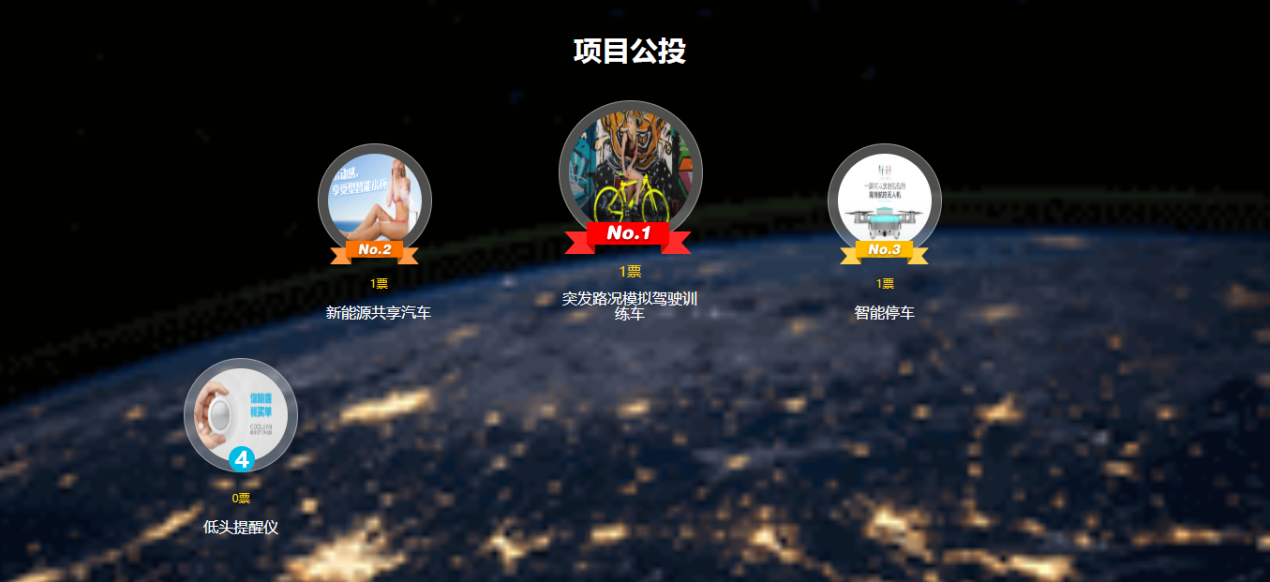 项目公投
No.2
No.1
No.3
1票
1票
1票
新能源共享汽车
突发路况模拟驾驶训
练车
智能停车
4
0票
低头提醒仪